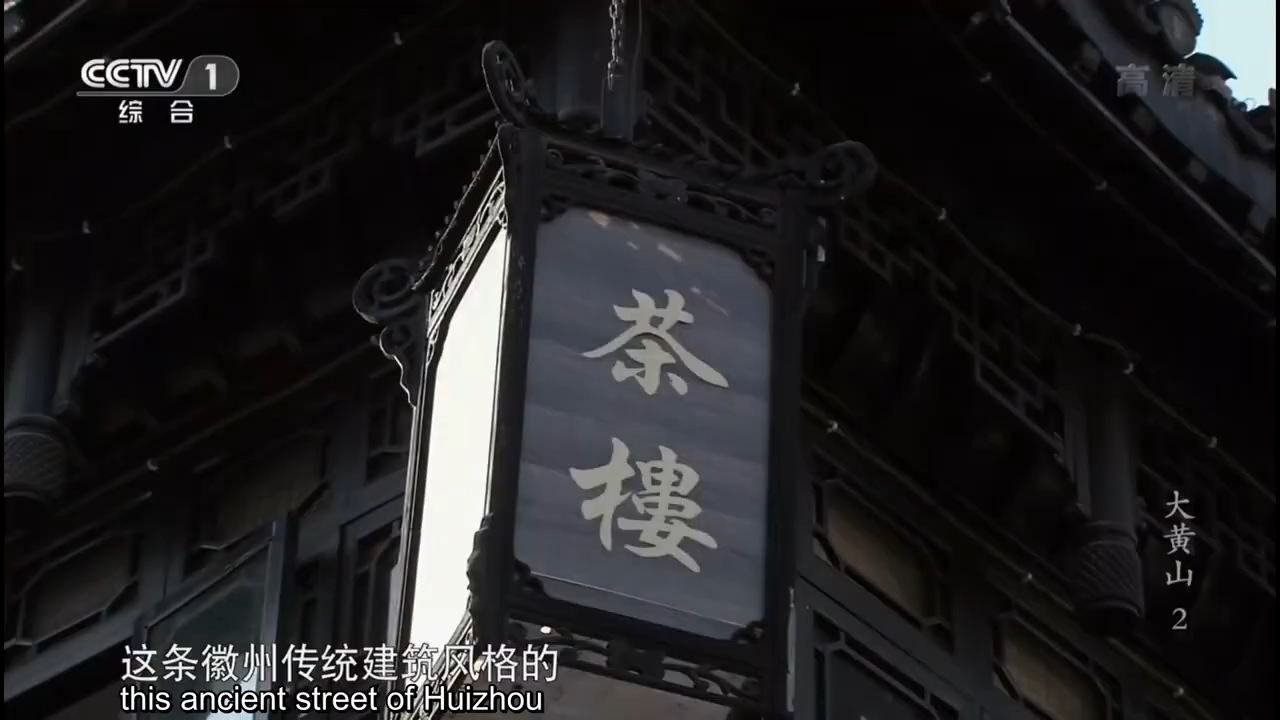 CCTV 1
综合
高清
茶
樓
大黄山 2
这条徽州传统建筑风格的
this ancient street of Huizhou